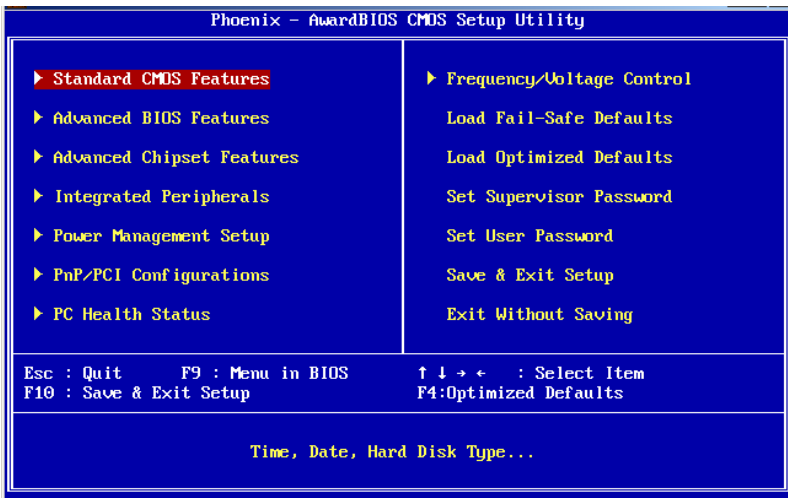 Phoenix - AwardBIOS CMOS Setup Utility
Standard CMOS Features
Advanced BIOS Features
Advanced Chipset Features
Integrated Peripherals
Power Management Setup
PnP/PCI Configurations
PC Health Status
Frequency/Voltage Control
Load Fail-Safe Defaults
Load Optimized Defaults
Set Supervisor Password
Set User Password
Save & Exit Setup
Exit Without Saving
Esc : Quit F9 : Menu in BIOS ↑ ↓ → ← : Select Item
F10 : Save & Exit Setup F4:Optimized Defaults
Time, Date, Hard Disk Type...